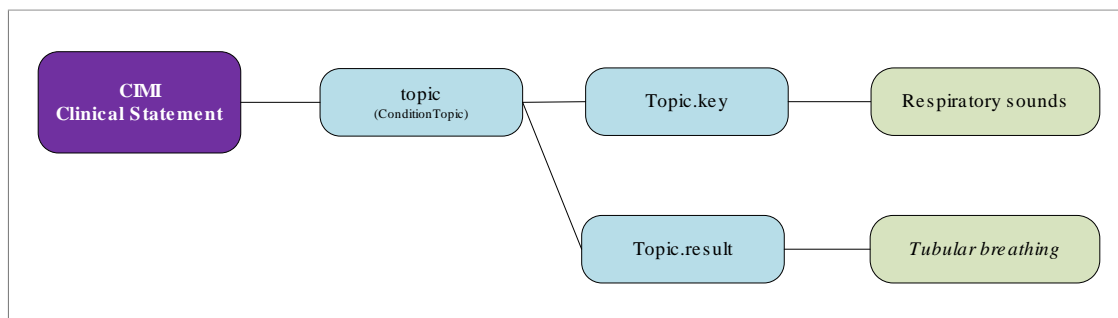 CIMI
Clinical Statement
topic
(ConditionTopic)
Topic.key
Respiratory sounds
Topic.result
Tubular breathing